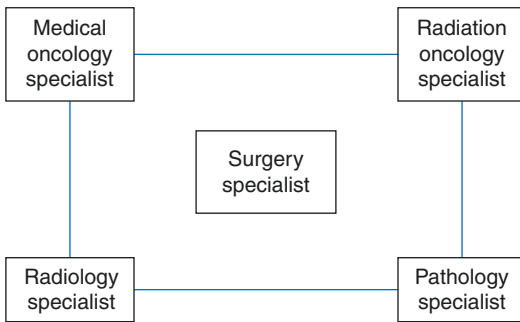 Medical
oncology
specialist
Radiation
oncology
specialist
Surgery
specialist
Radiology
specialist
Pathology
specialist